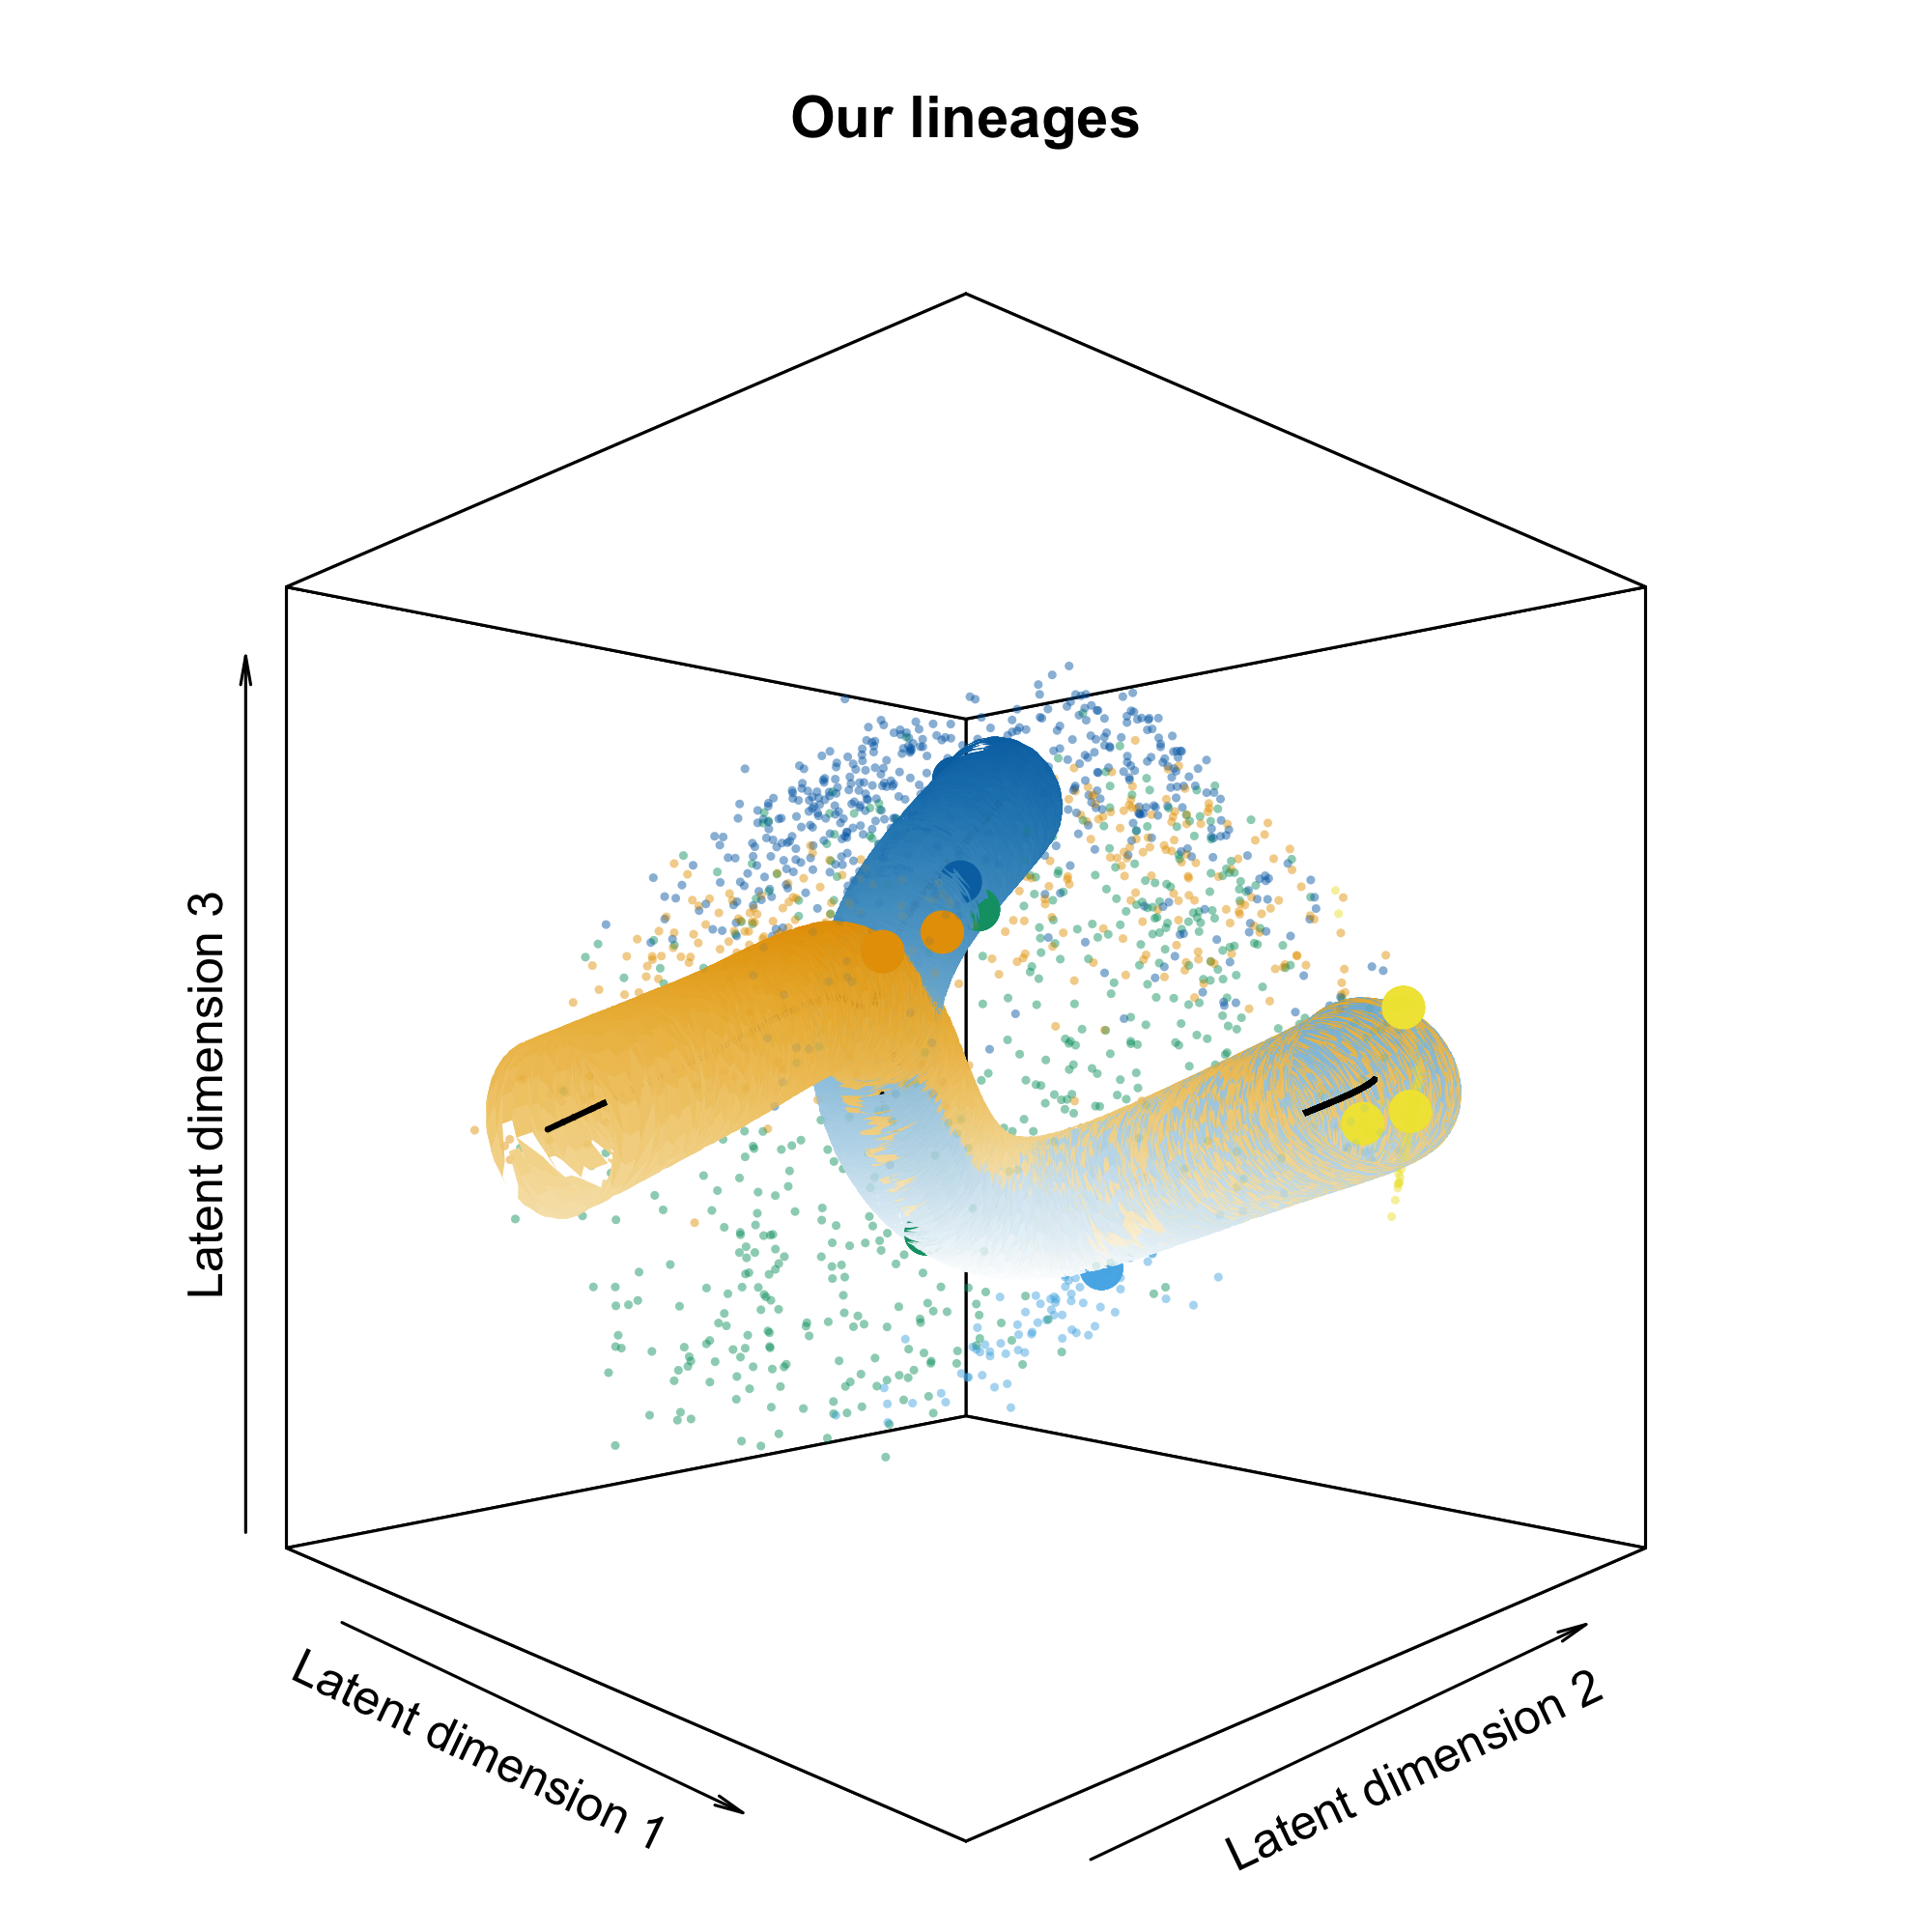 Our lineages
Latent dimension 3
Latent dimension 1
Latent dimension 2